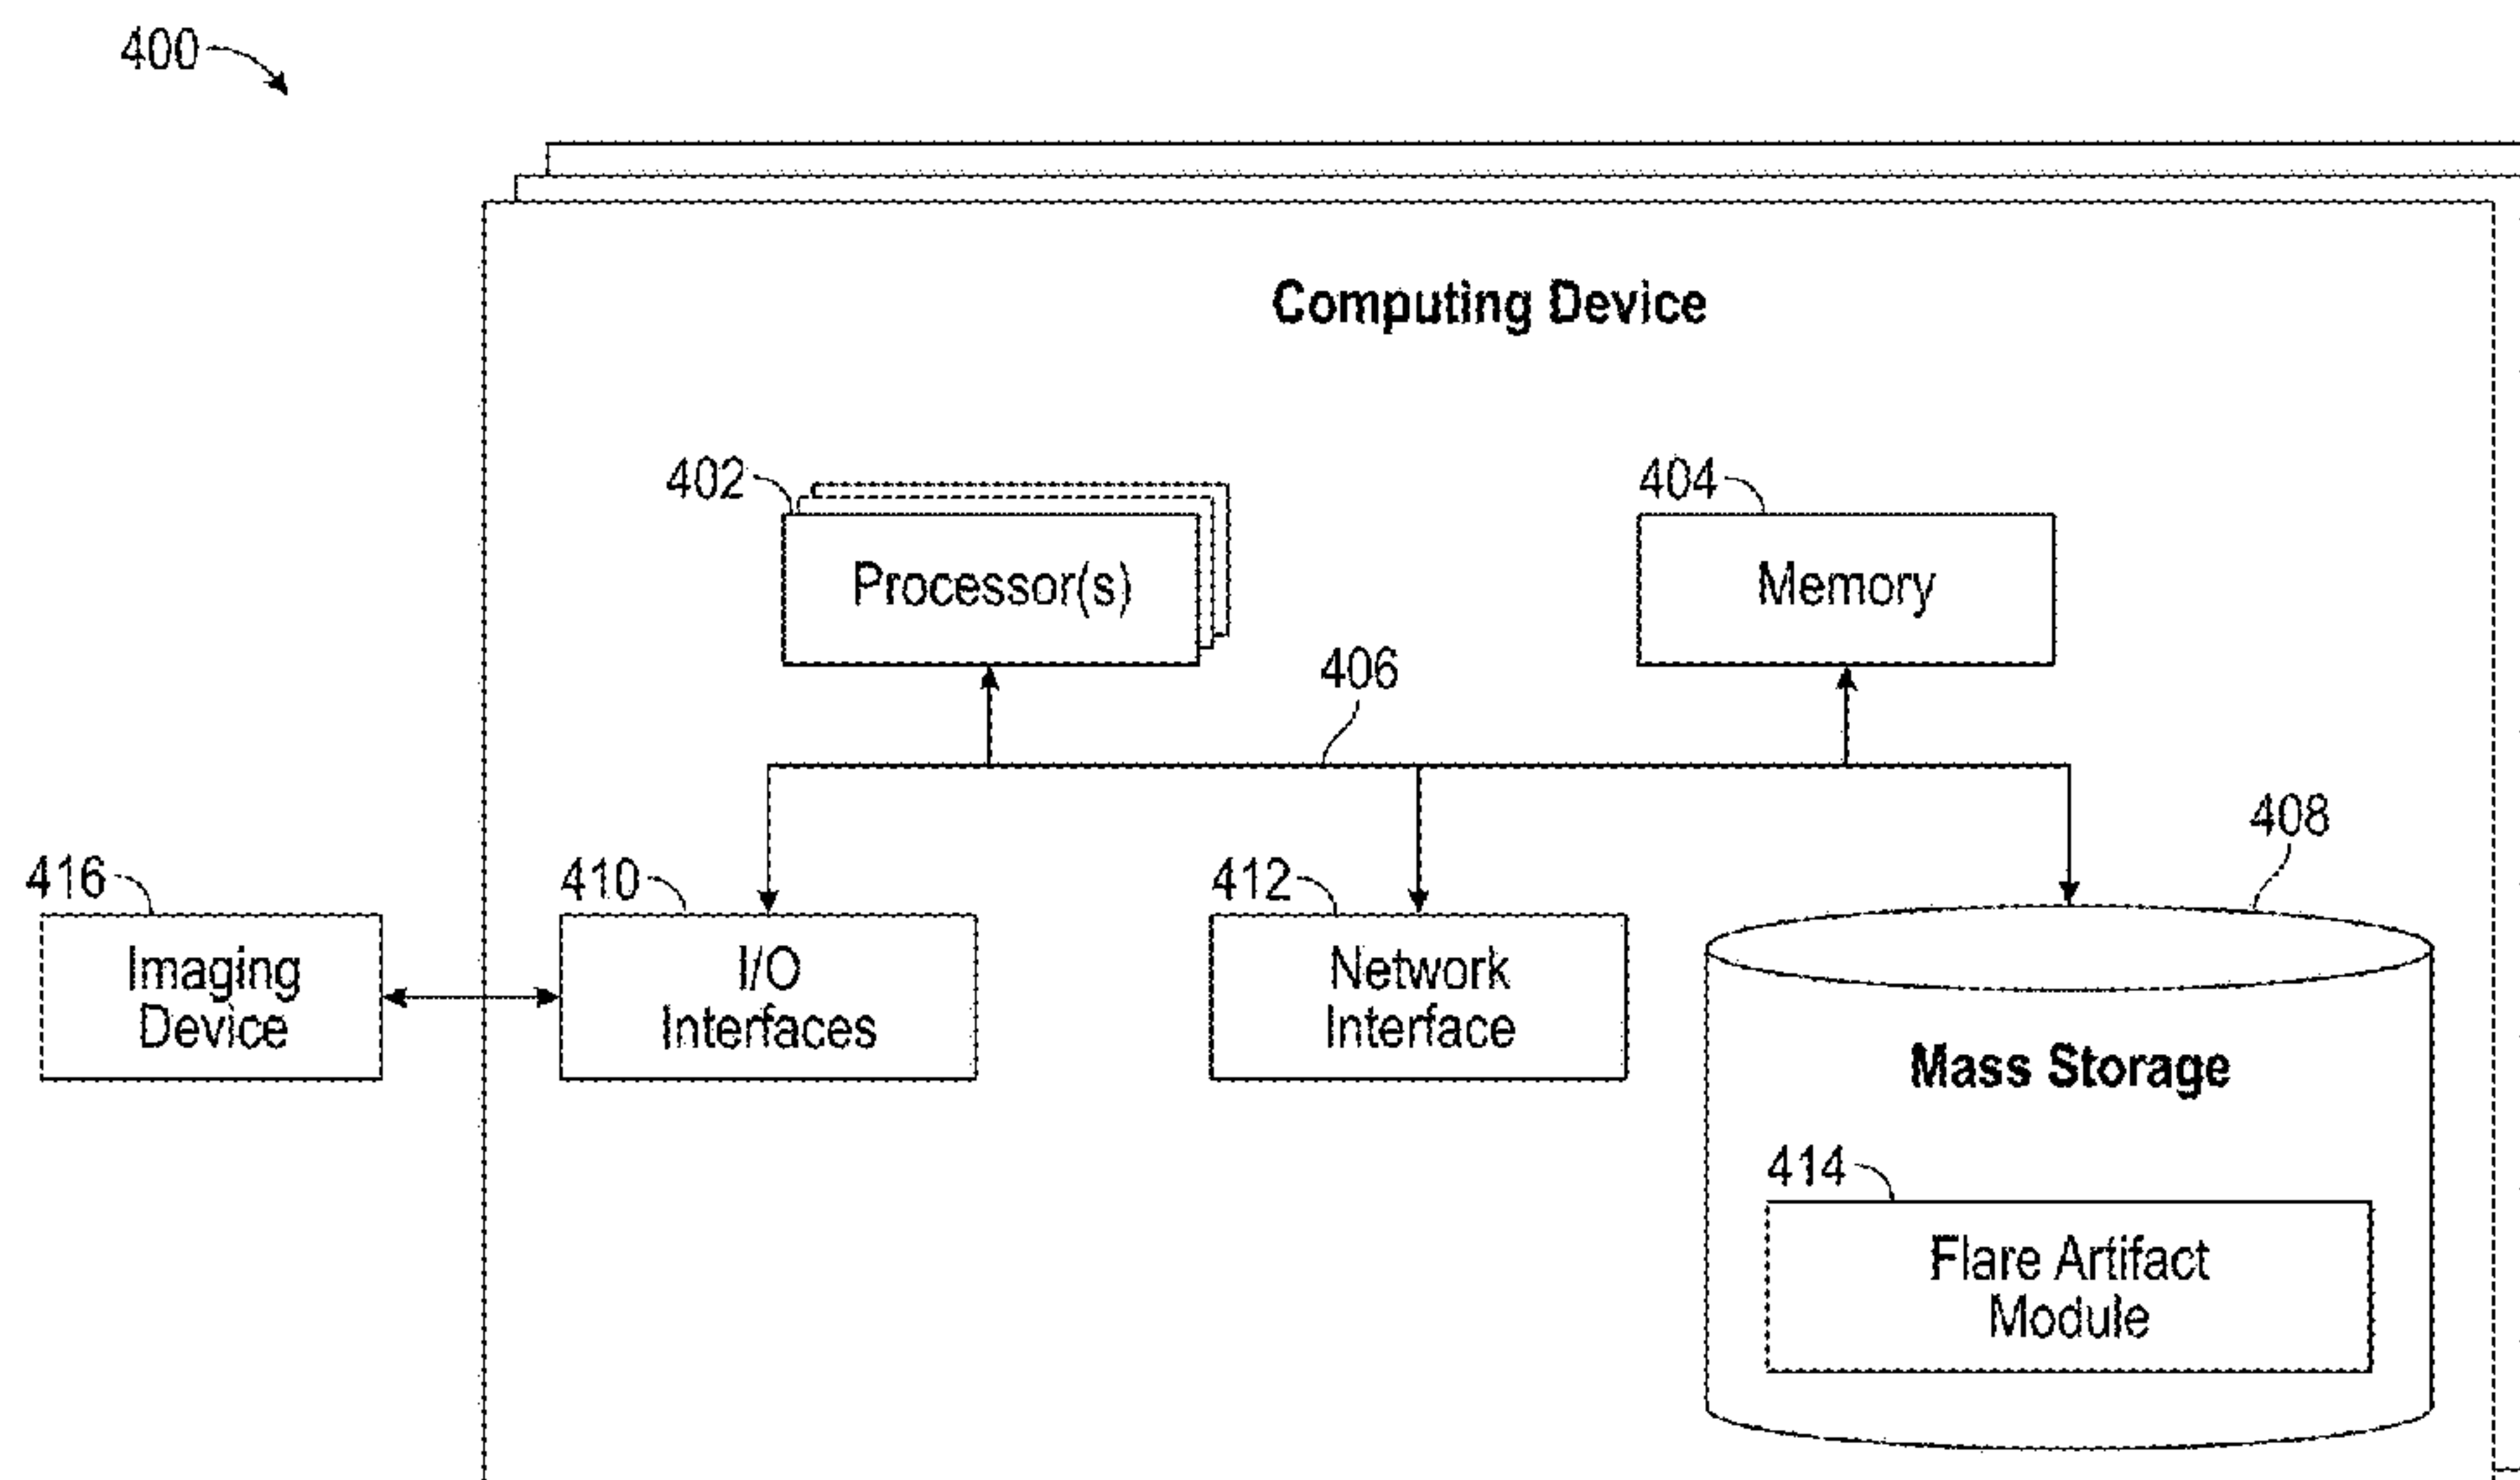 400
Computing Device
402
Processor(s)
404
Memory
406
408
416
Imaging
Device
410
I/O
Interfaces
412
Network
Interface
Mass Storage
414
Flare Artifact
Module